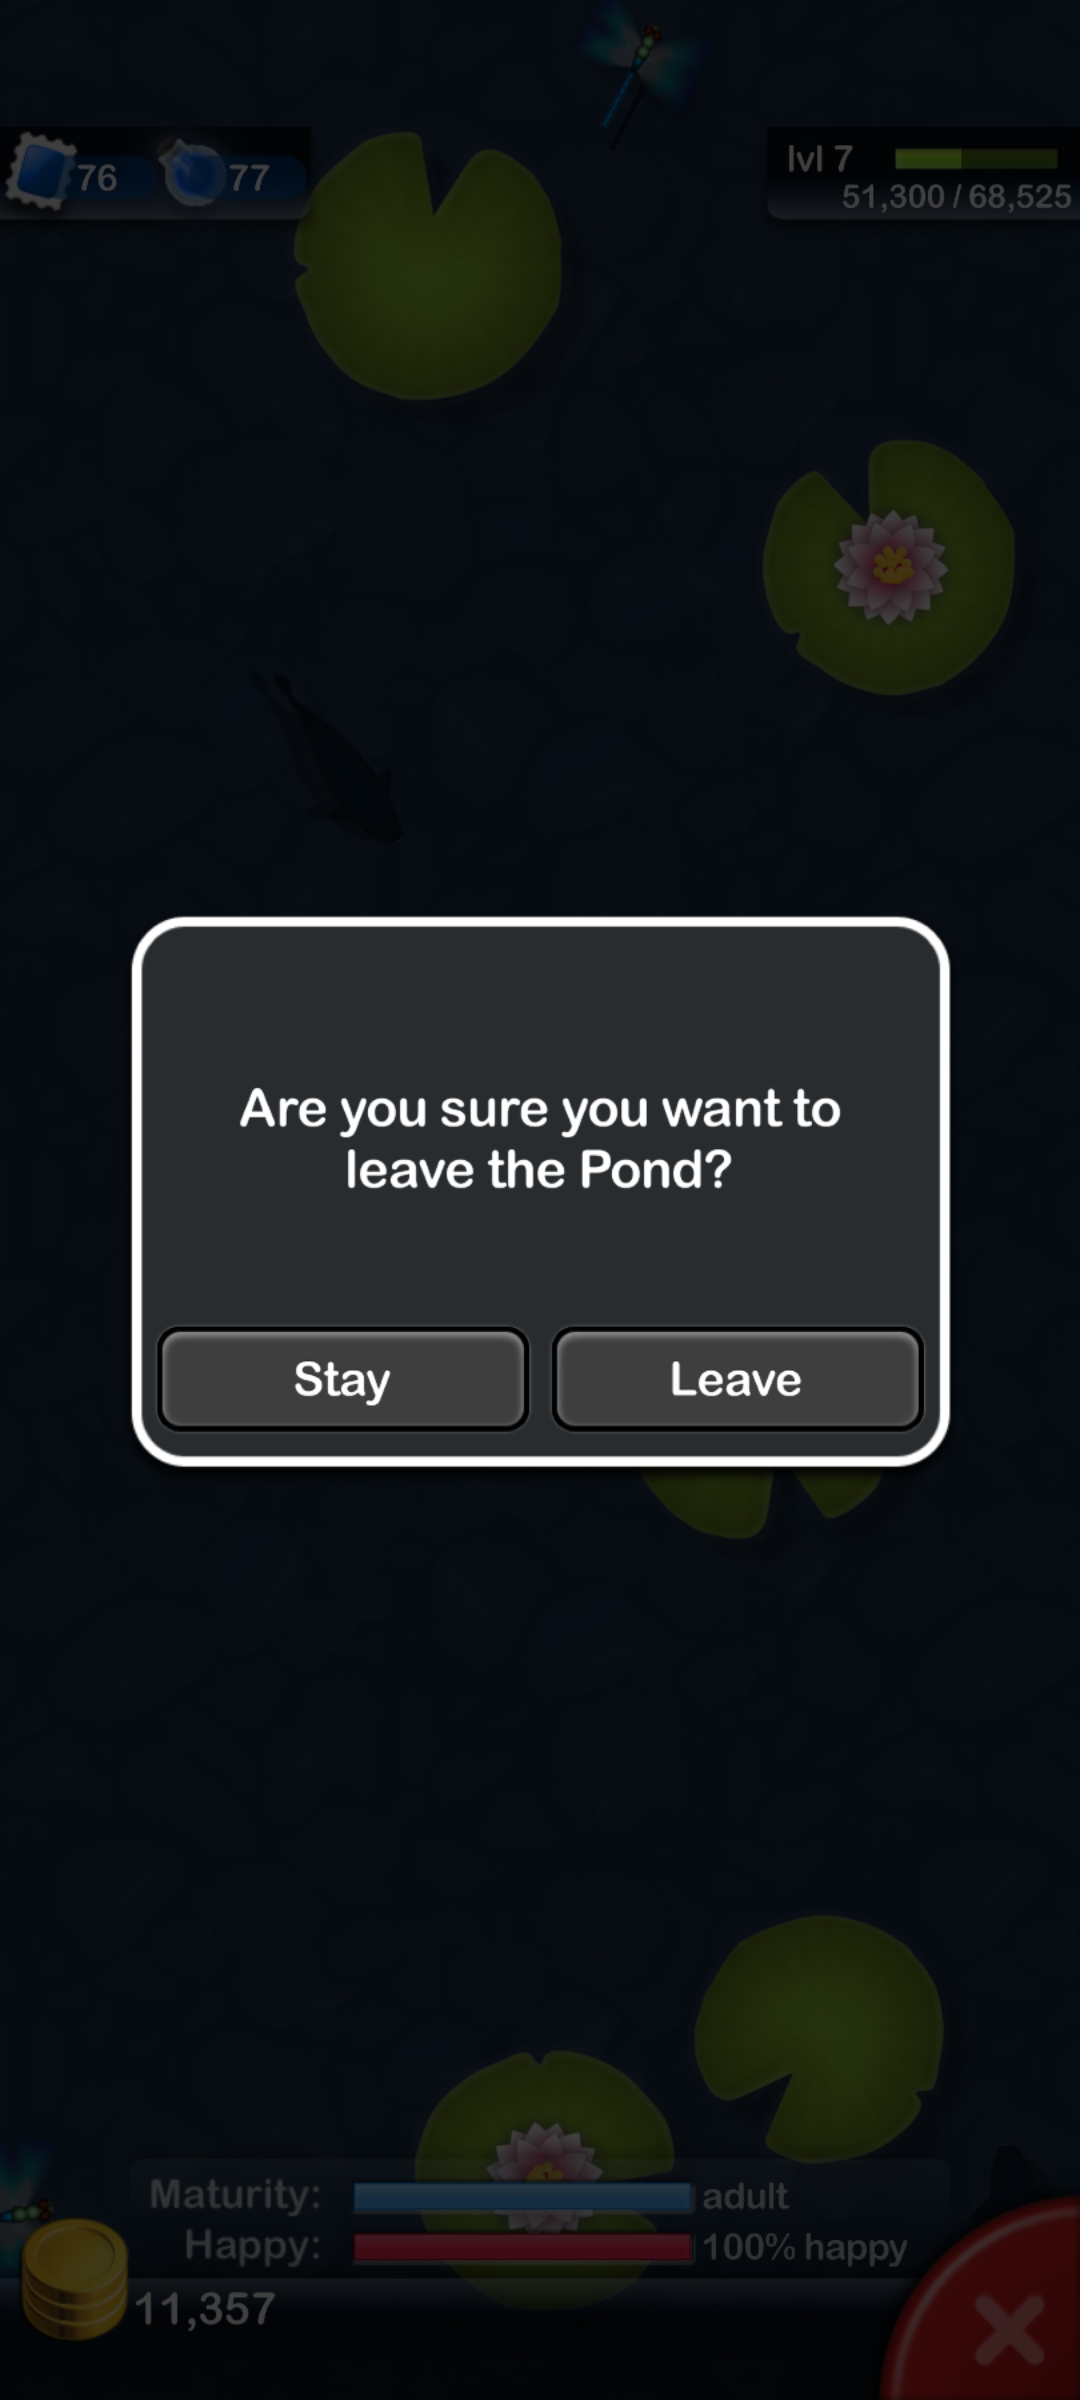 76 77
lvl 7
51,300 / 68,525
Are you sure you want to
leave the Pond?
Stay Leave
Maturity: adult
Happy: 100% happy
11,357